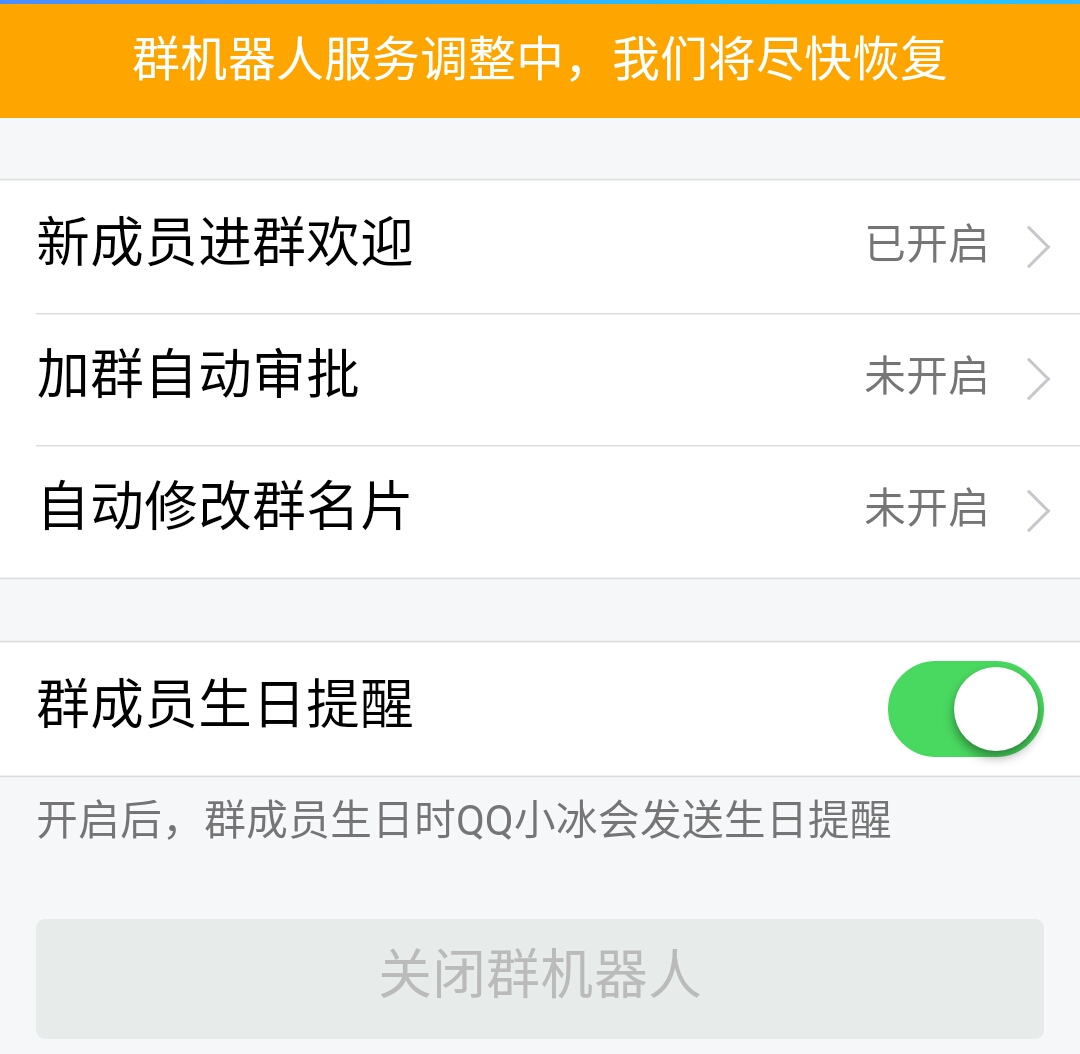 群机器人服务调整中，我们将尽快恢复
新成员进群欢迎 已开启
加群自动审批 未开启
自动修改群名片 未开启
群成员生日提醒
开启后，群成员生日时QQ小冰会发送生日提醒
关闭群机器人